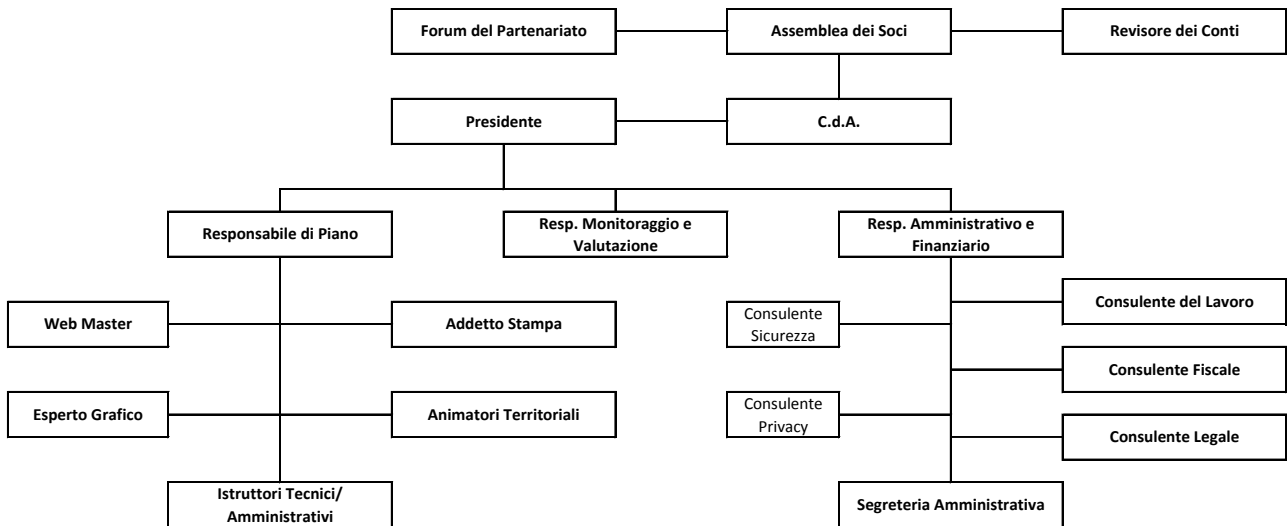 Forum del Partenariato
Assemblea dei Soci
Revisore dei Conti
Presidente
C.d.A.
Responsabile di Piano
Resp. Monitoraggio e
Valutazione
Resp. Amministrativo e
Finanziario
Web Master
Addetto Stampa
Consulente
Sicurezza
Consulente del Lavoro
Esperto Grafico
Animatori Territoriali
Consulente
Privacy
Consulente Fiscale
Consulente Legale
Istruttori Tecnici/
Amministrativi
Segreteria Amministrativa